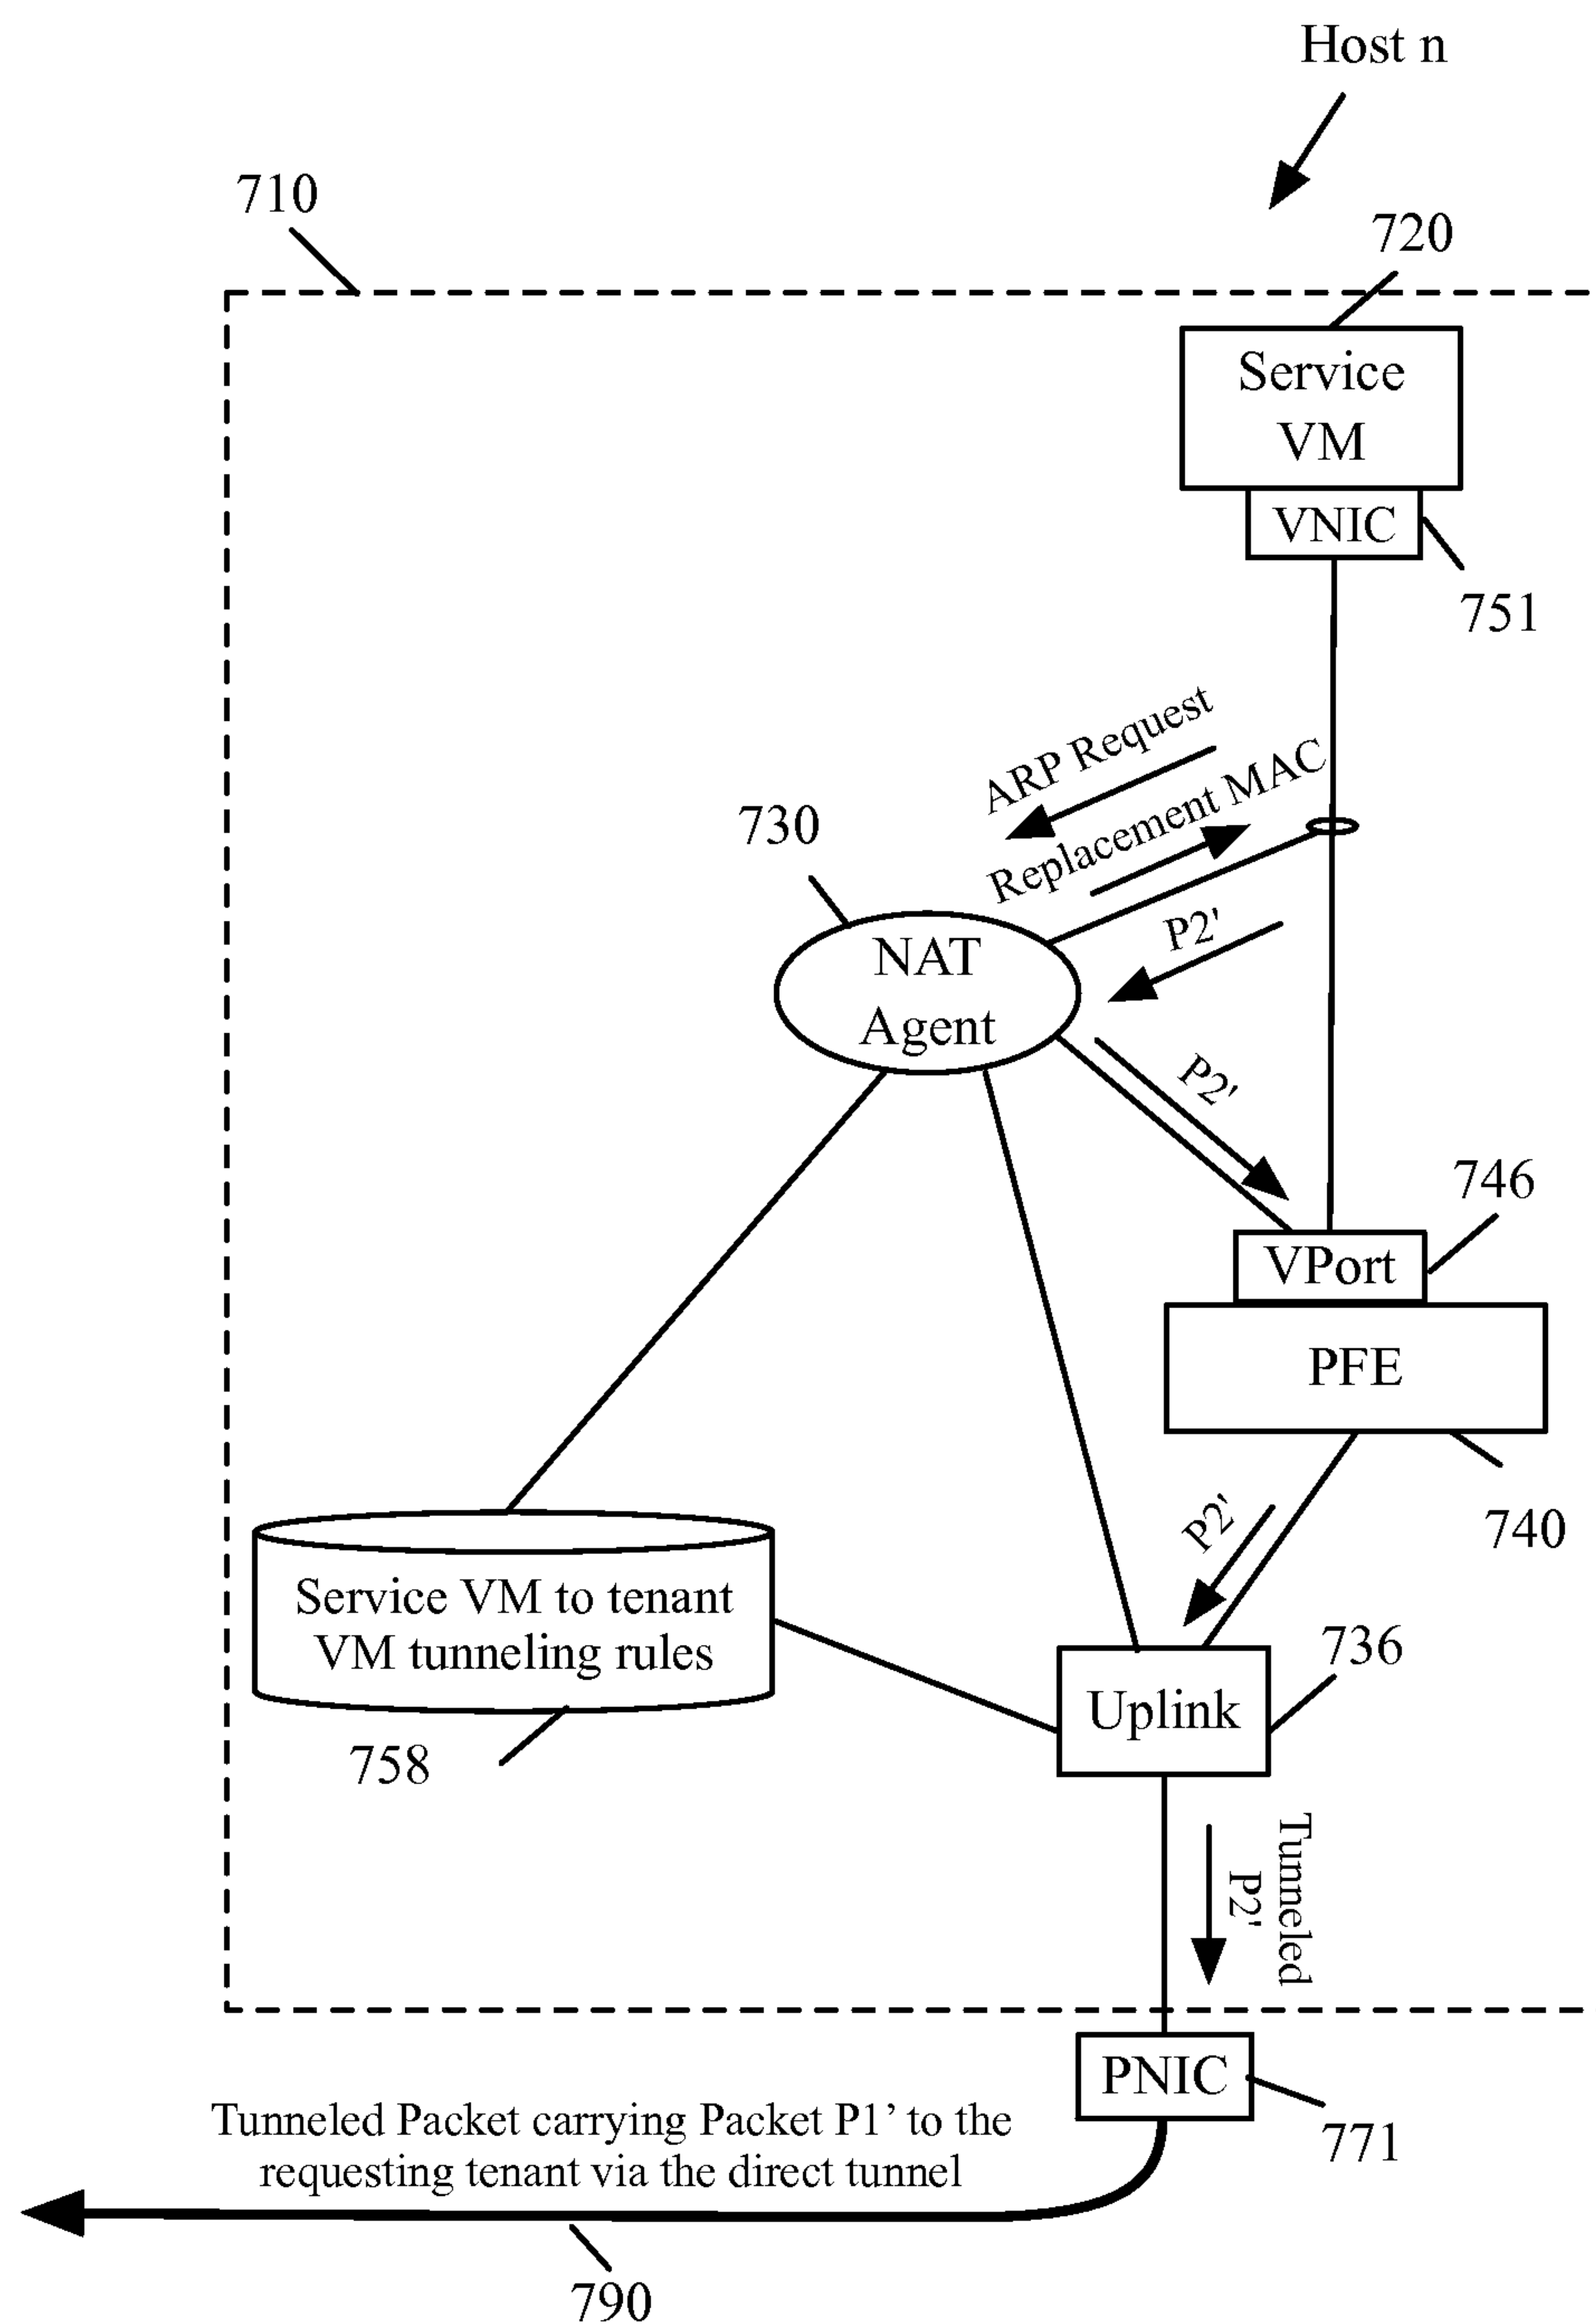 Host n
710
720
Service
VM
VNIC
751
ARP Request
Replacement MAC
730
P2'
NAT
Agent
P2'
746
VPort
PFE
740
P2'
Service VM to tenant
VM tunneling rules
736
Uplink
758
Tunneled
P2'
PNIC
771
Tunneled Packet carrying Packet P1’ to the
requesting tenant via the direct tunnel
790